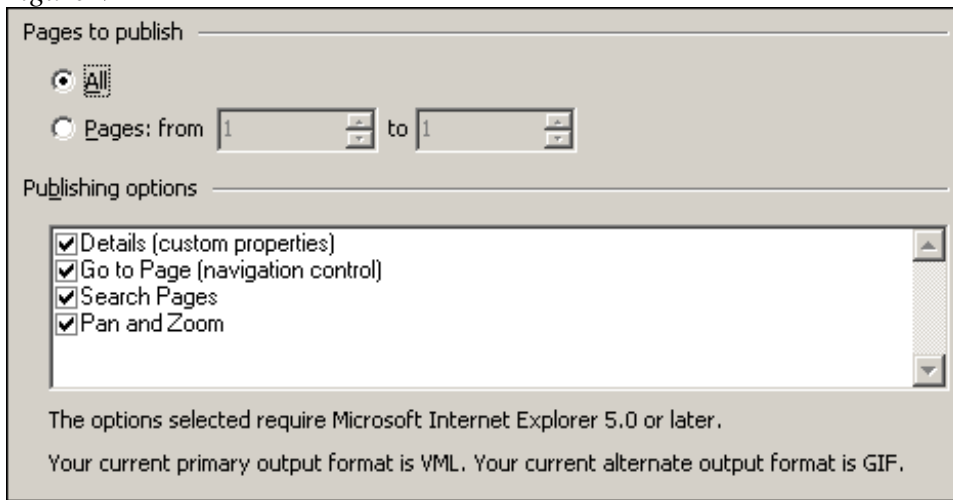 Pages to publish
All
Pages: from 1 to 1
Publishing options
Details (custom properties)
Go to Page (navigation control)
Search Pages
Pan and Zoom
The options selected require Microsoft Internet Explorer 5.0 or later.
Your current primary output format is VML. Your current alternate output format is GIF.